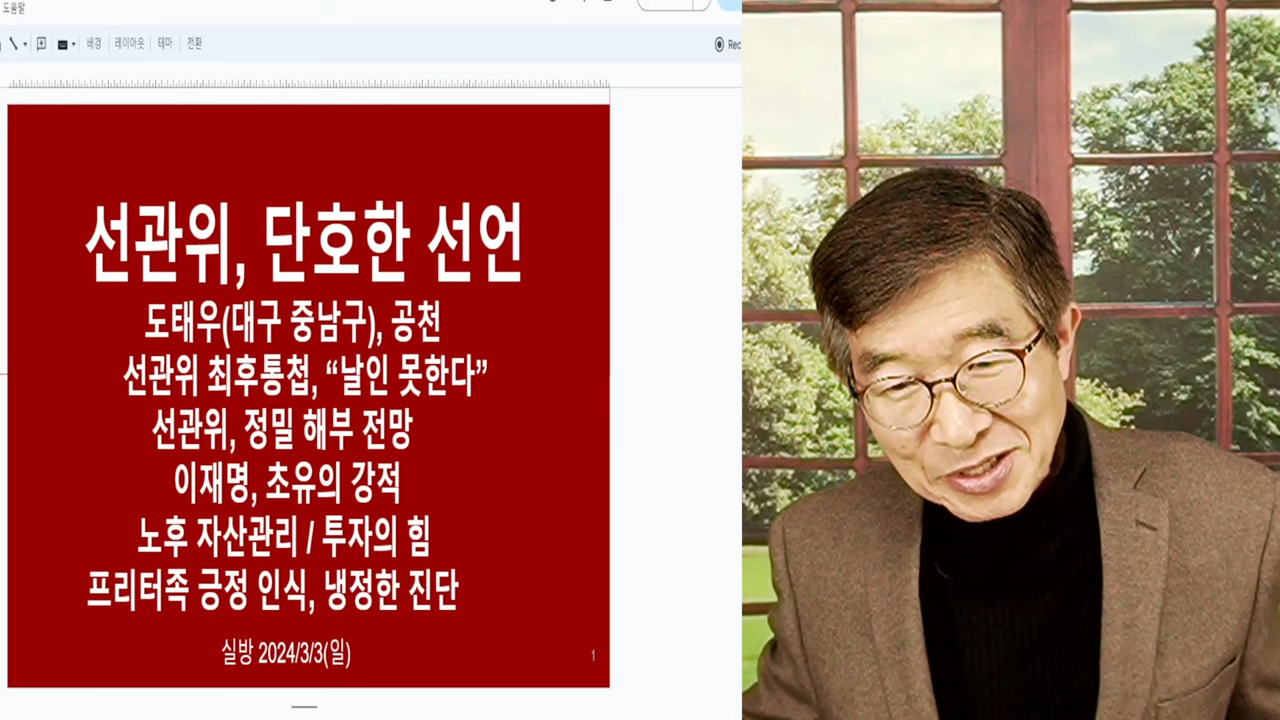 도움말
배경 레이아웃 테마 전환 Rec
선관위, 단호한 선언
도태우(대구 중남구), 공천
선관위 최후통첩, “날인 못한다”
선관위, 정밀 해부 전망
이재명, 초유의 강적
노후 자산관리 / 투자의 힘
프리터족 긍정 인식, 냉정한 진단
실방 2024/3/3(일)
1